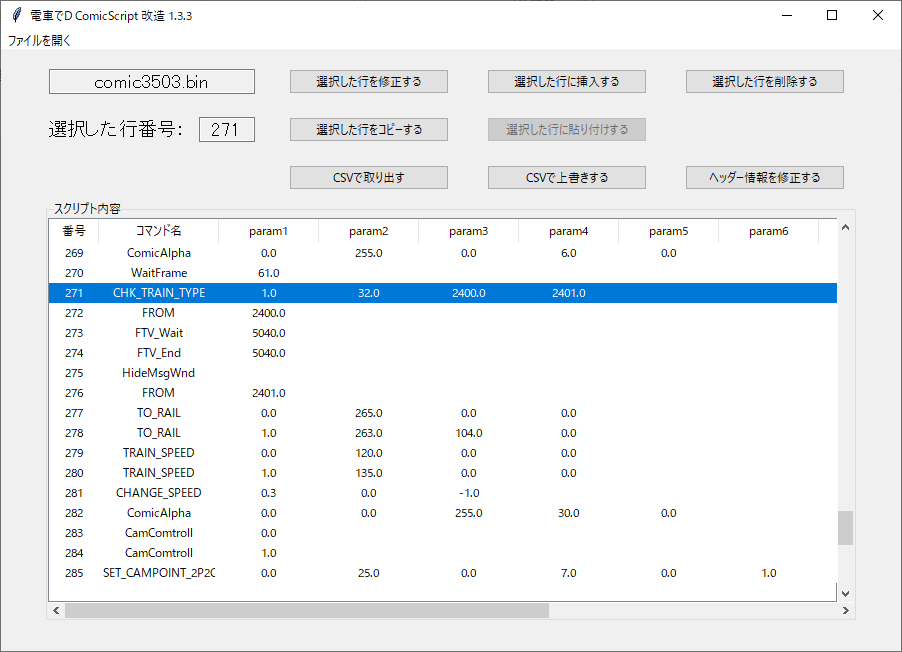 電車でD ComicScript 改造 1.3.3
ファイルを開く
comic3503.bin 選択した行を修正する 選択した行に挿入する 選択した行を削除する
選択した行番号： 271 選択した行をコピーする 選択した行に貼り付けする
CSVで取り出す CSVで上書きする ヘッダー情報を修正する
スクリプト内容
番号 コマンド名 param1 param2 param3 param4 param5 param6
269 ComicAlpha 0.0 255.0 0.0 6.0 0.0
270 WaitFrame 61.0
271 CHK_TRAIN_TYPE 1.0 32.0 2400.0 2401.0
272 FROM 2400.0
273 FTV_Wait 5040.0
274 FTV_End 5040.0
275 HideMsgWnd
276 FROM 2401.0
277 TO_RAIL 0.0 265.0 0.0 0.0
278 TO_RAIL 1.0 263.0 104.0 0.0
279 TRAIN_SPEED 0.0 120.0 0.0 0.0
280 TRAIN_SPEED 1.0 135.0 0.0 0.0
281 CHANGE_SPEED 0.3 0.0 -1.0
282 ComicAlpha 0.0 0.0 255.0 30.0 0.0
283 CamComtroll 0.0
284 CamComtroll 1.0
285 SET_CAMPOINT_2P2C 0.0 25.0 0.0 7.0 0.0 1.0